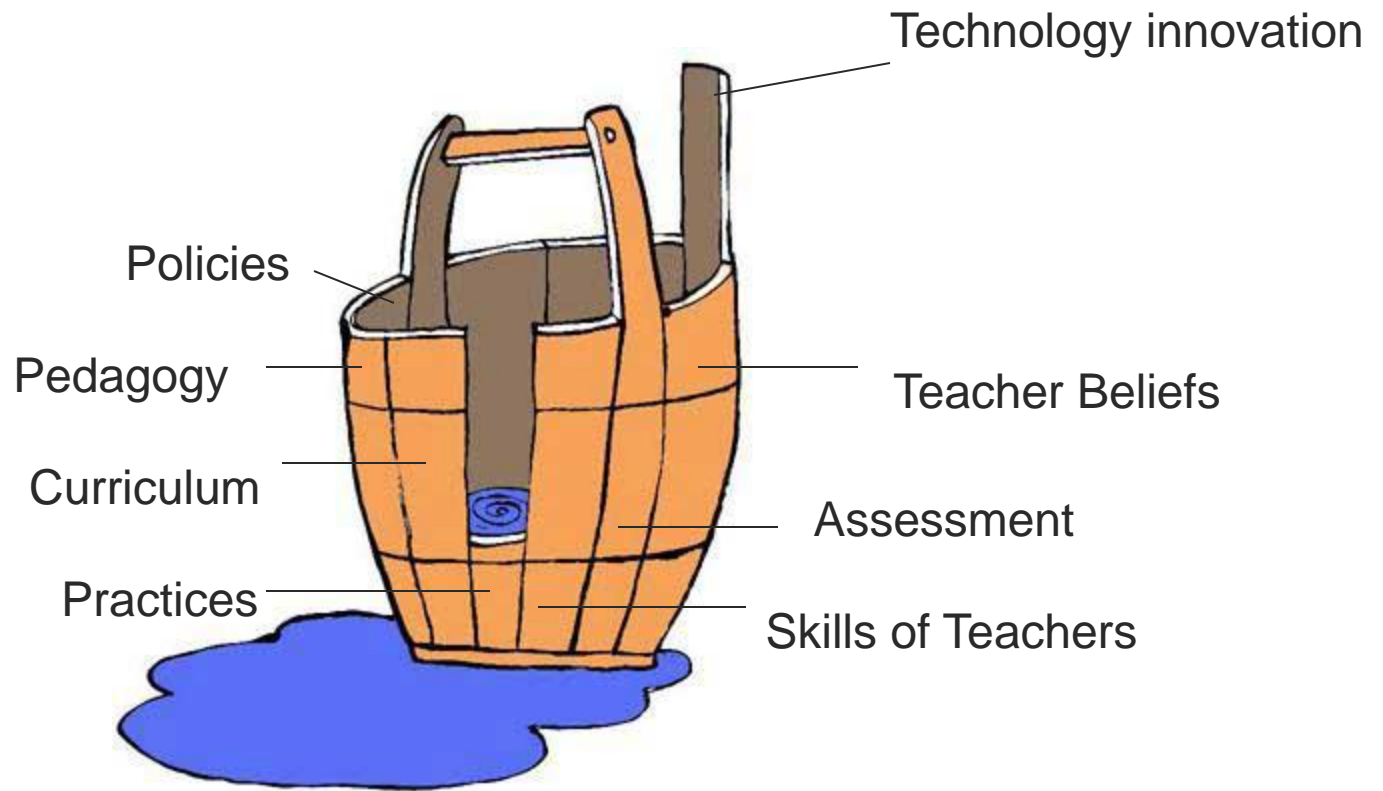 Technology innovation
Policies
Pedagogy
Teacher Beliefs
Curriculum
Assessment
Practices
Skills of Teachers